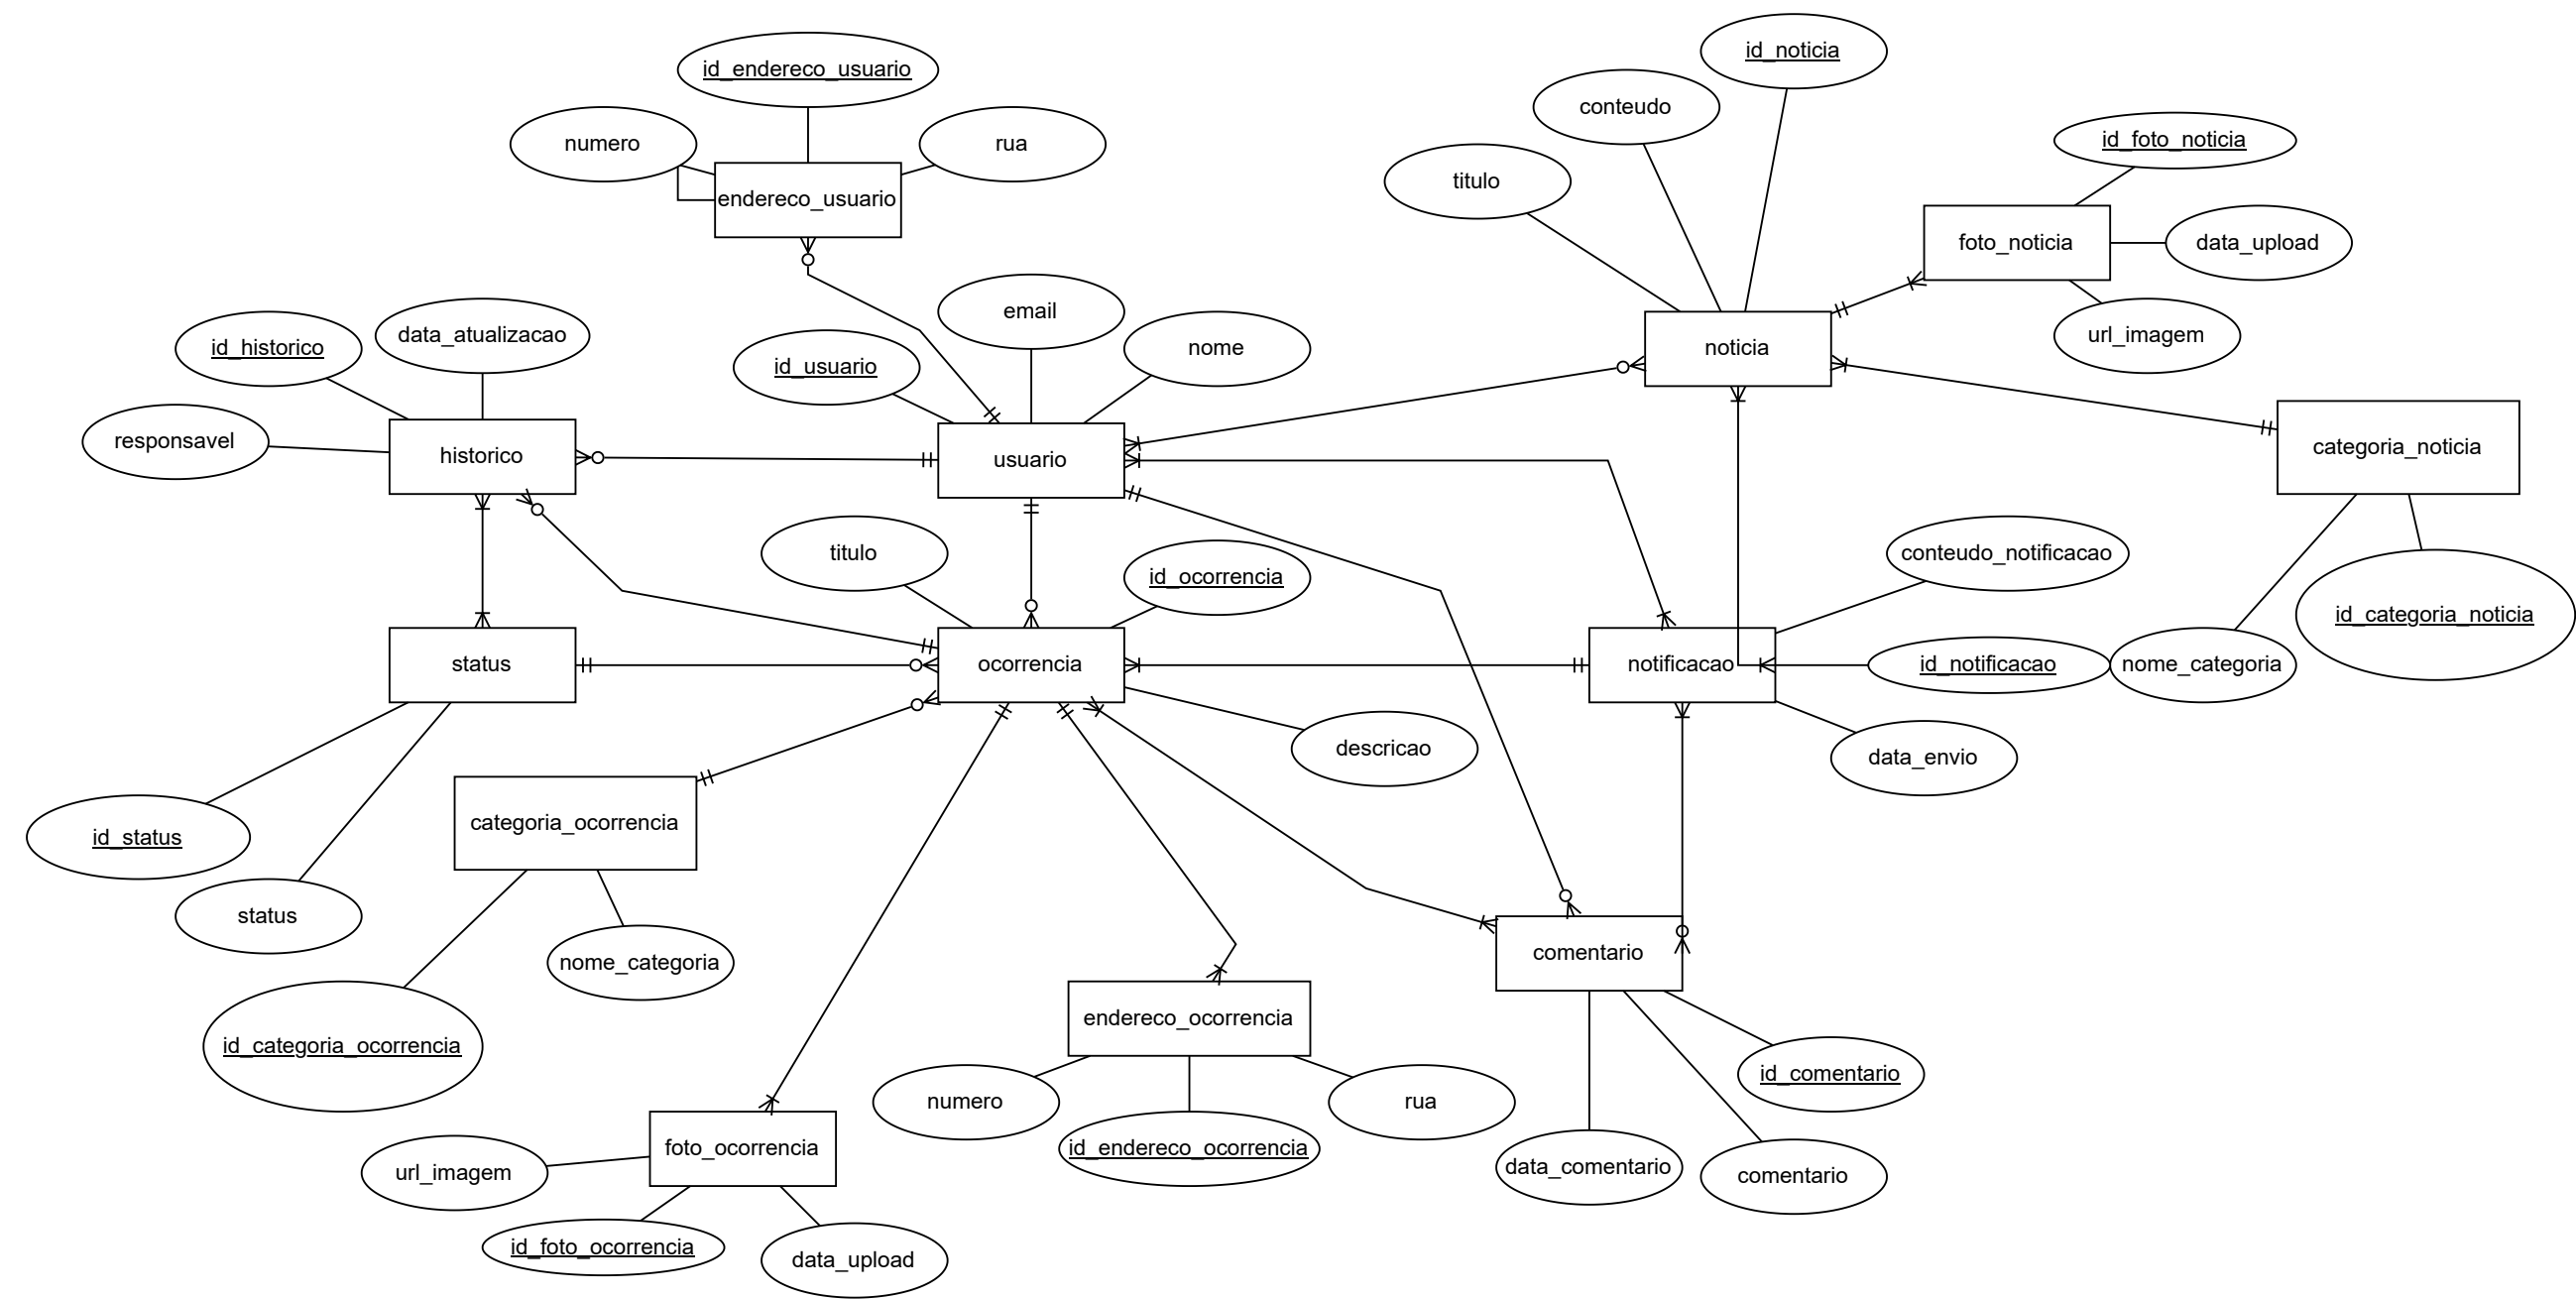 id_noticia
id_endereco_usuario
conteudo
id_foto_noticia
numero
rua
titulo
endereco_usuario
foto_noticia
data_upload
email
data_atualizacao
url_imagem
id_historico
nome
noticia
id_usuario
responsavel
historico
usuario
categoria_noticia
titulo
conteudo_notificacao
id_ocorrencia
id_categoria_noticia
status
ocorrencia
notificacao
id_notificacao
nome_categoria
descricao
data_envio
categoria_ocorrencia
id_status
status
comentario
nome_categoria
endereco_ocorrencia
id_categoria_ocorrencia
id_comentario
numero
rua
foto_ocorrencia
id_endereco_ocorrencia
data_comentario
url_imagem
comentario
id_foto_ocorrencia
data_upload